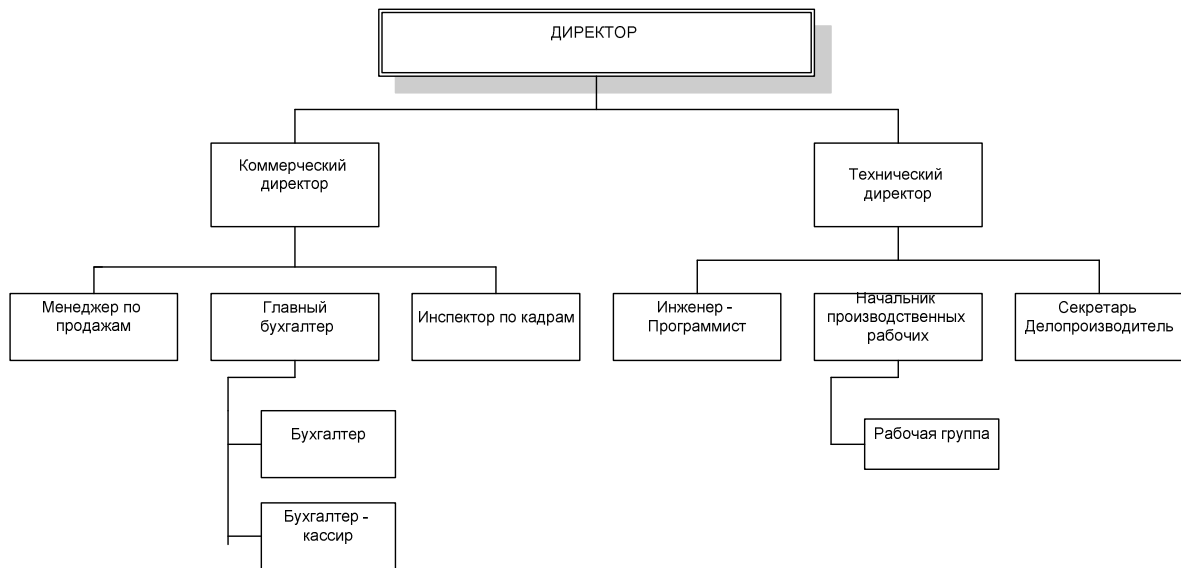 ДИРЕКТОР
Коммерческий
директор
Технический
директор
Менеджер по
продажам
Главный
бухгалтер
Инспектор по кадрам
Инженер -
Программист
Начальник
производственных
рабочих
Секретарь
Делопроизводитель
Бухгалтер
Рабочая группа
Бухгалтер -
кассир